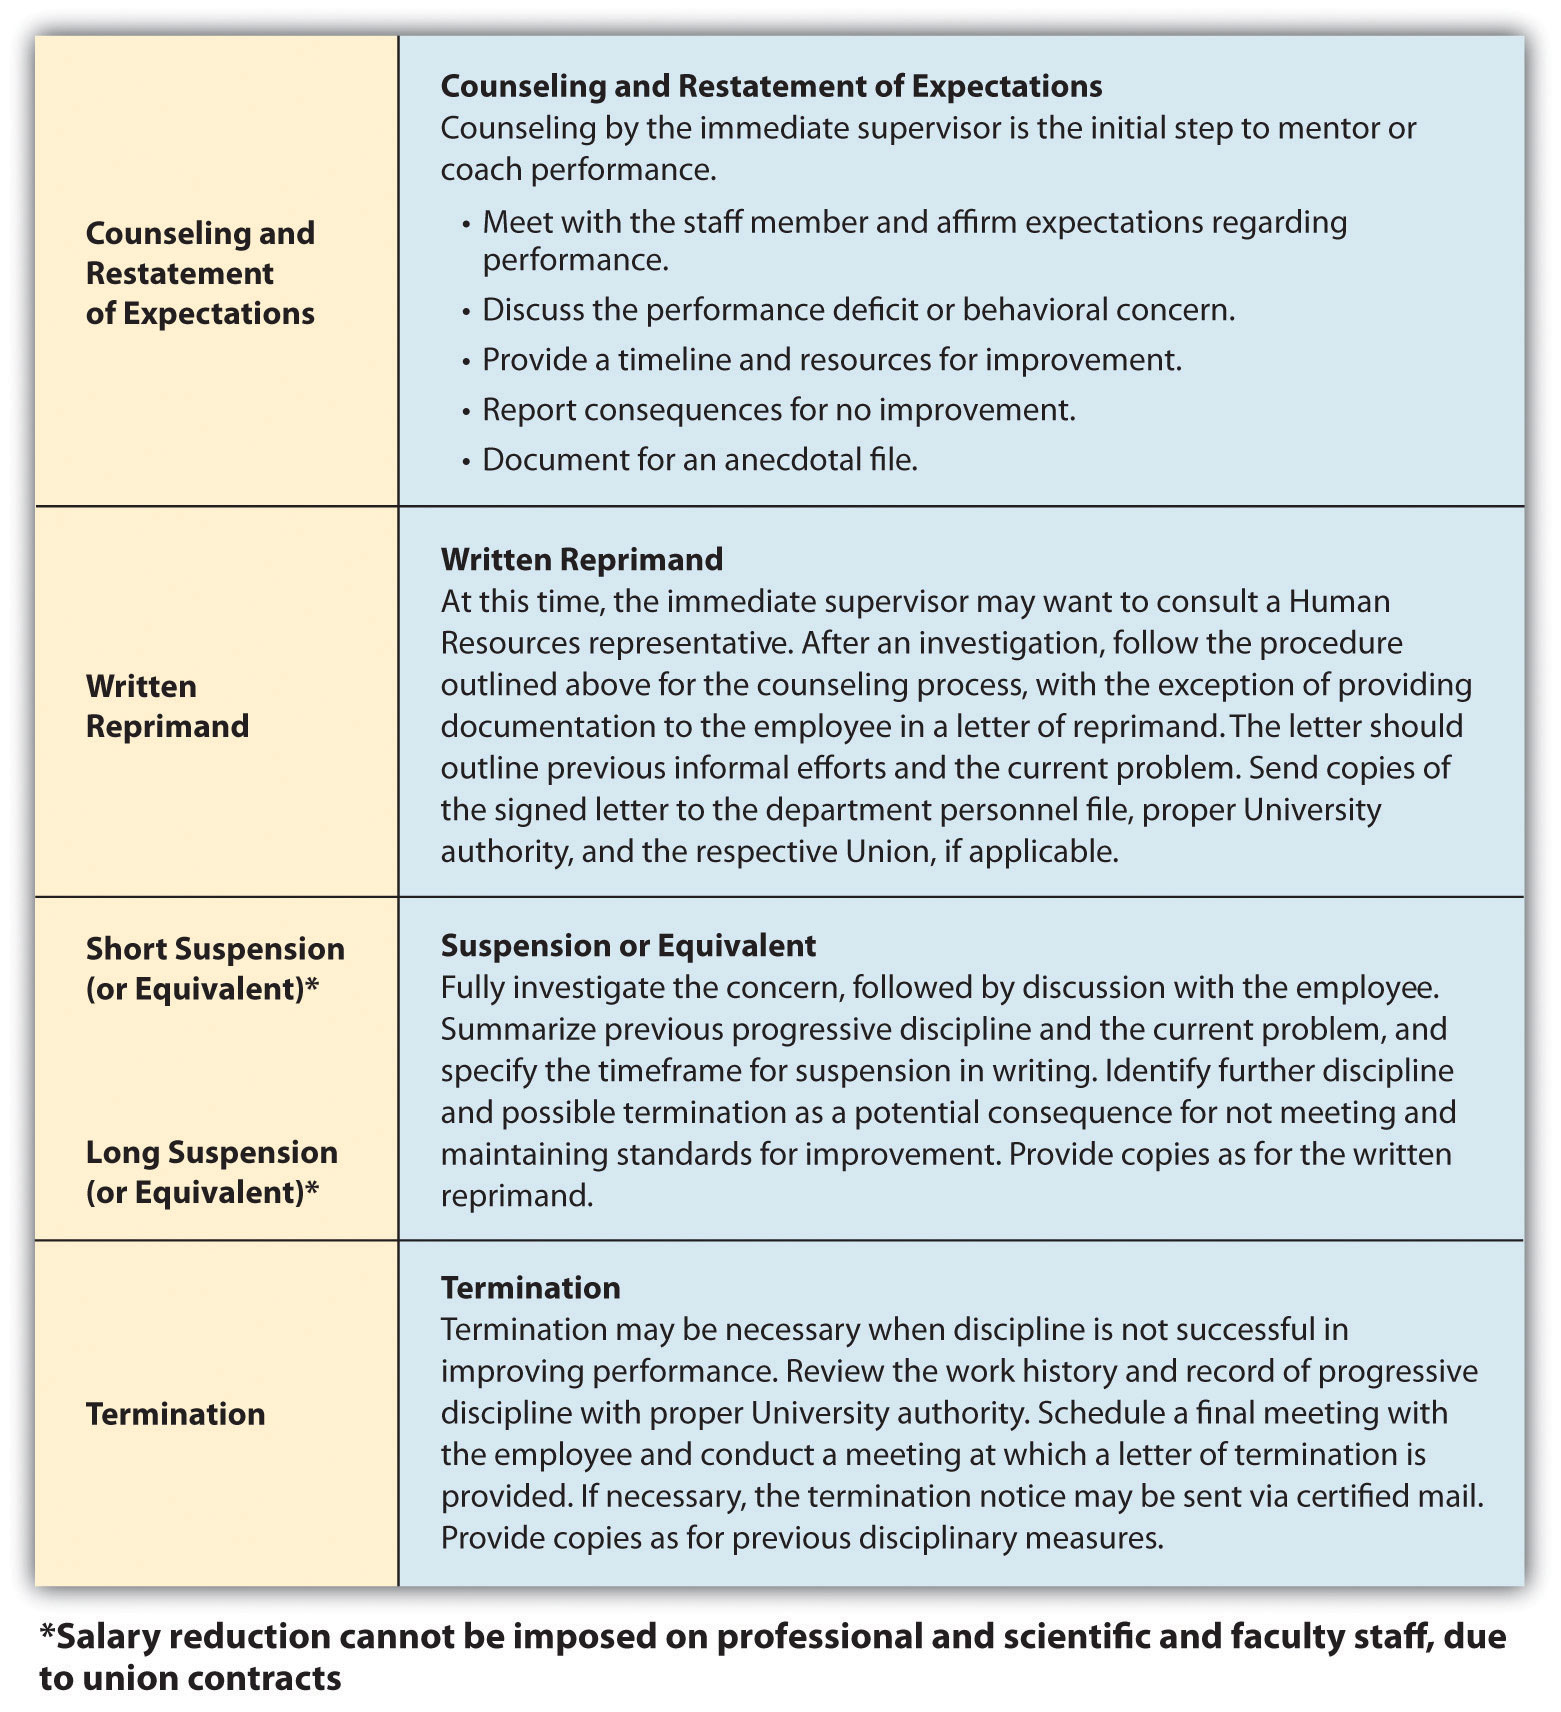 Counseling and
Restatement
of Expectations
Counseling and Restatement of Expectations
Counseling by the immediate supervisor is the initial step to mentor or
coach performance.
• Meet with the staff member and affirm expectations regarding
performance.
• Discuss the performance deficit or behavioral concern.
• Provide a timeline and resources for improvement.
• Report consequences for no improvement.
• Document for an anecdotal file.
Written
Reprimand
Written Reprimand
At this time, the immediate supervisor may want to consult a Human
Resources representative. After an investigation, follow the procedure
outlined above for the counseling process, with the exception of providing
documentation to the employee in a letter of reprimand. The letter should
outline previous informal efforts and the current problem. Send copies of
the signed letter to the department personnel file, proper University
authority, and the respective Union, if applicable.
Short Suspension
(or Equivalent)*
Long Suspension
(or Equivalent)*
Suspension or Equivalent
Fully investigate the concern, followed by discussion with the employee.
Summarize previous progressive discipline and the current problem, and
specify the timeframe for suspension in writing. Identify further discipline
and possible termination as a potential consequence for not meeting and
maintaining standards for improvement. Provide copies as for the written
reprimand.
Termination
Termination
Termination may be necessary when discipline is not successful in
improving performance. Review the work history and record of progressive
discipline with proper University authority. Schedule a final meeting with
the employee and conduct a meeting at which a letter of termination is
provided. If necessary, the termination notice may be sent via certified mail.
Provide copies as for previous disciplinary measures.
*Salary reduction cannot be imposed on professional and scientific and faculty staff, due
to union contracts